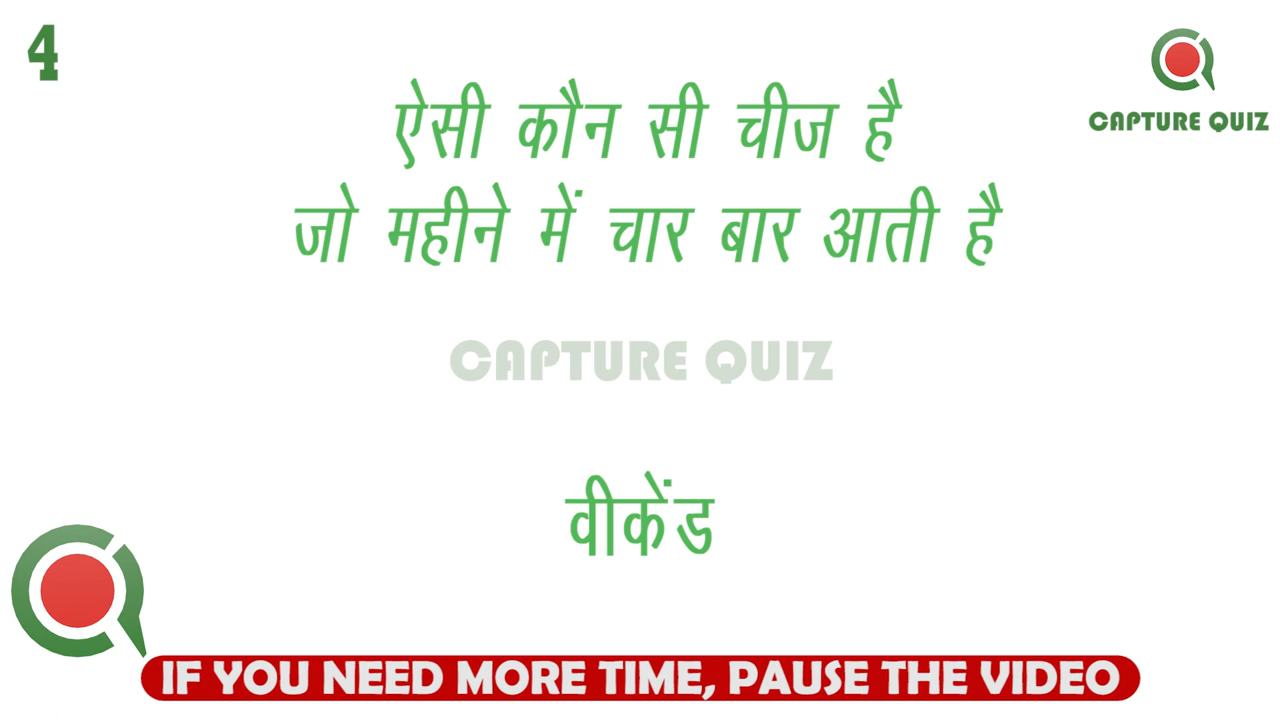 4
CAPTURE QUIZ
ऐसी कौन सी चीज है
जो महीने में चार बार आती है
CAPTURE QUIZ
वीकेंड
IF YOU NEED MORE TIME, PAUSE THE VIDEO